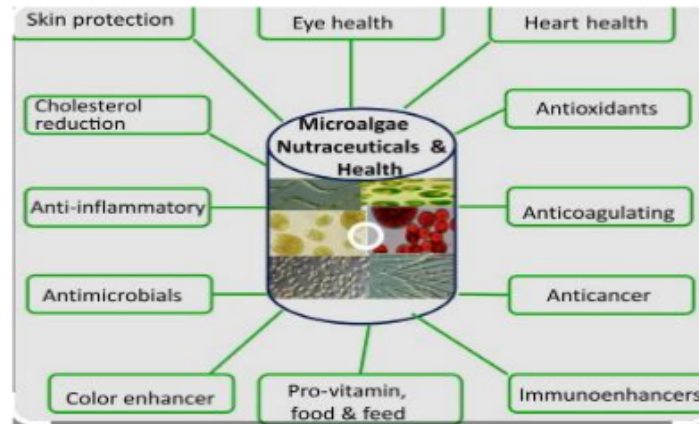 Skin protection
Eye health
Heart health
Cholesterol
reduction
Microalgae
Nutraceuticals &
Health
Antioxidants
Anti-inflammatory
Anticoagulating
Antimicrobials
Anticancer
Color enhancer
Pro-vitamin,
food & feed
Immunoenhancers